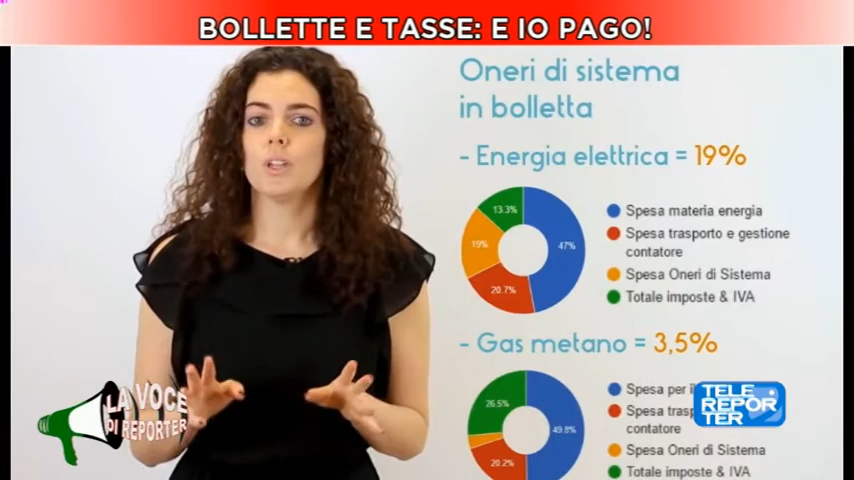 BOLLETTE E TASSE: E IO PAGO!
Oneri di sistema
in bolletta
- Energia elettrica = 19%
13.3%
19%
47%
20.7%
Spesa materia energia
Spesa trasporto e gestione
contatore
Spesa Oneri di Sistema
Totale imposte & IVA
- Gas metano = 3,5%
26.5%
49.8%
20.2%
Spesa per
Spesa
contatore
Spesa Oneri di Sistema
Totale imposte & IVA
LA VOCE
DI REPORTER
TELE
REPOR
TER